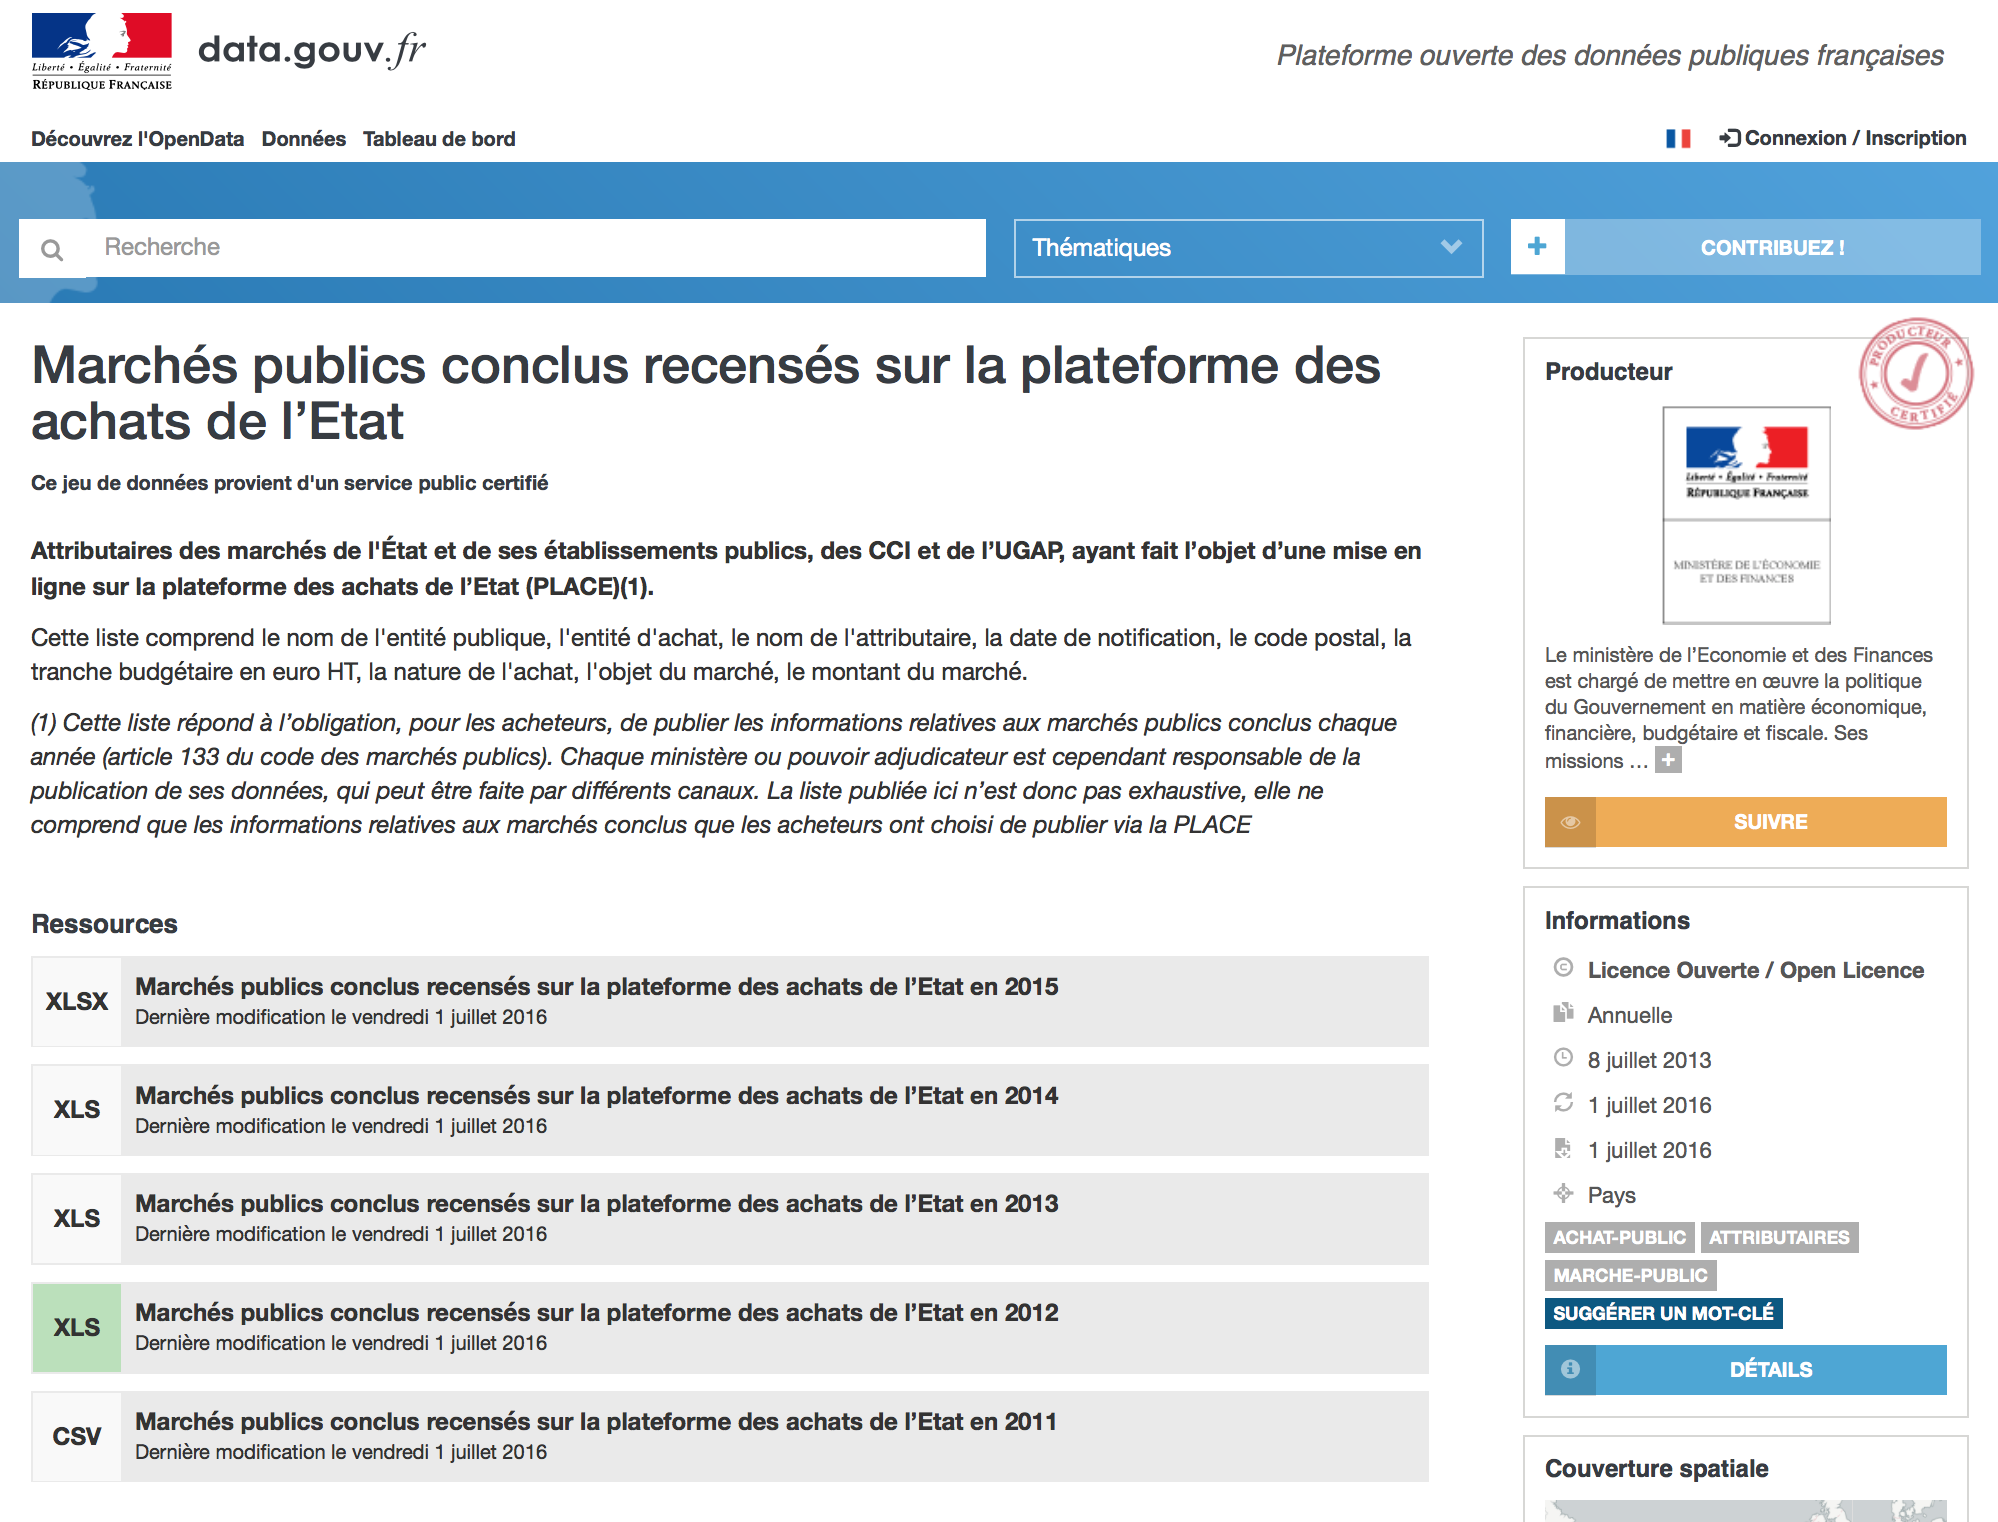 Liberté • Égalité • Fraternité
RÉPUBLIQUE FRANÇAISE
data.gouv.fr
Plateforme ouverte des données publiques françaises
Découvrez l'OpenData Données Tableau de bord
Connexion / Inscription
Recherche
Thématiques
CONTRIBUEZ !
Marchés publics conclus recensés sur la plateforme des
achats de l’Etat
Ce jeu de données provient d'un service public certifié
Attributaires des marchés de l'État et de ses établissements publics, des CCI et de l’UGAP, ayant fait l’objet d’une mise en
ligne sur la plateforme des achats de l’Etat (PLACE)(1).
Cette liste comprend le nom de l'entité publique, l'entité d'achat, le nom de l'attributaire, la date de notification, le code postal, la
tranche budgétaire en euro HT, la nature de l'achat, l'objet du marché, le montant du marché.
(1) Cette liste répond à l’obligation, pour les acheteurs, de publier les informations relatives aux marchés publics conclus chaque
année (article 133 du code des marchés publics). Chaque ministère ou pouvoir adjudicateur est cependant responsable de la
publication de ses données, qui peut être faite par différents canaux. La liste publiée ici n’est donc pas exhaustive, elle ne
comprend que les informations relatives aux marchés conclus que les acheteurs ont choisi de publier via la PLACE
Ressources
XLSX
Marchés publics conclus recensés sur la plateforme des achats de l’Etat en 2015
Dernière modification le vendredi 1 juillet 2016
XLS
Marchés publics conclus recensés sur la plateforme des achats de l’Etat en 2014
Dernière modification le vendredi 1 juillet 2016
XLS
Marchés publics conclus recensés sur la plateforme des achats de l’Etat en 2013
Dernière modification le vendredi 1 juillet 2016
XLS
Marchés publics conclus recensés sur la plateforme des achats de l’Etat en 2012
Dernière modification le vendredi 1 juillet 2016
CSV
Marchés publics conclus recensés sur la plateforme des achats de l’Etat en 2011
Dernière modification le vendredi 1 juillet 2016
Producteur
PRODUCTEUR
CERTIFIÉ
Liberté • Égalité • Fraternité
RÉPUBLIQUE FRANÇAISE
MINISTÈRE DE L'ÉCONOMIE
ET DES FINANCES
Le ministère de l’Economie et des Finances
est chargé de mettre en œuvre la politique
du Gouvernement en matière économique,
financière, budgétaire et fiscale. Ses
missions …
SUIVRE
Informations
Licence Ouverte / Open Licence
Annuelle
8 juillet 2013
1 juillet 2016
1 juillet 2016
Pays
ACHAT-PUBLIC ATTRIBUTAIRES
MARCHE-PUBLIC
SUGGÉRER UN MOT-CLÉ
DÉTAILS
Couverture spatiale